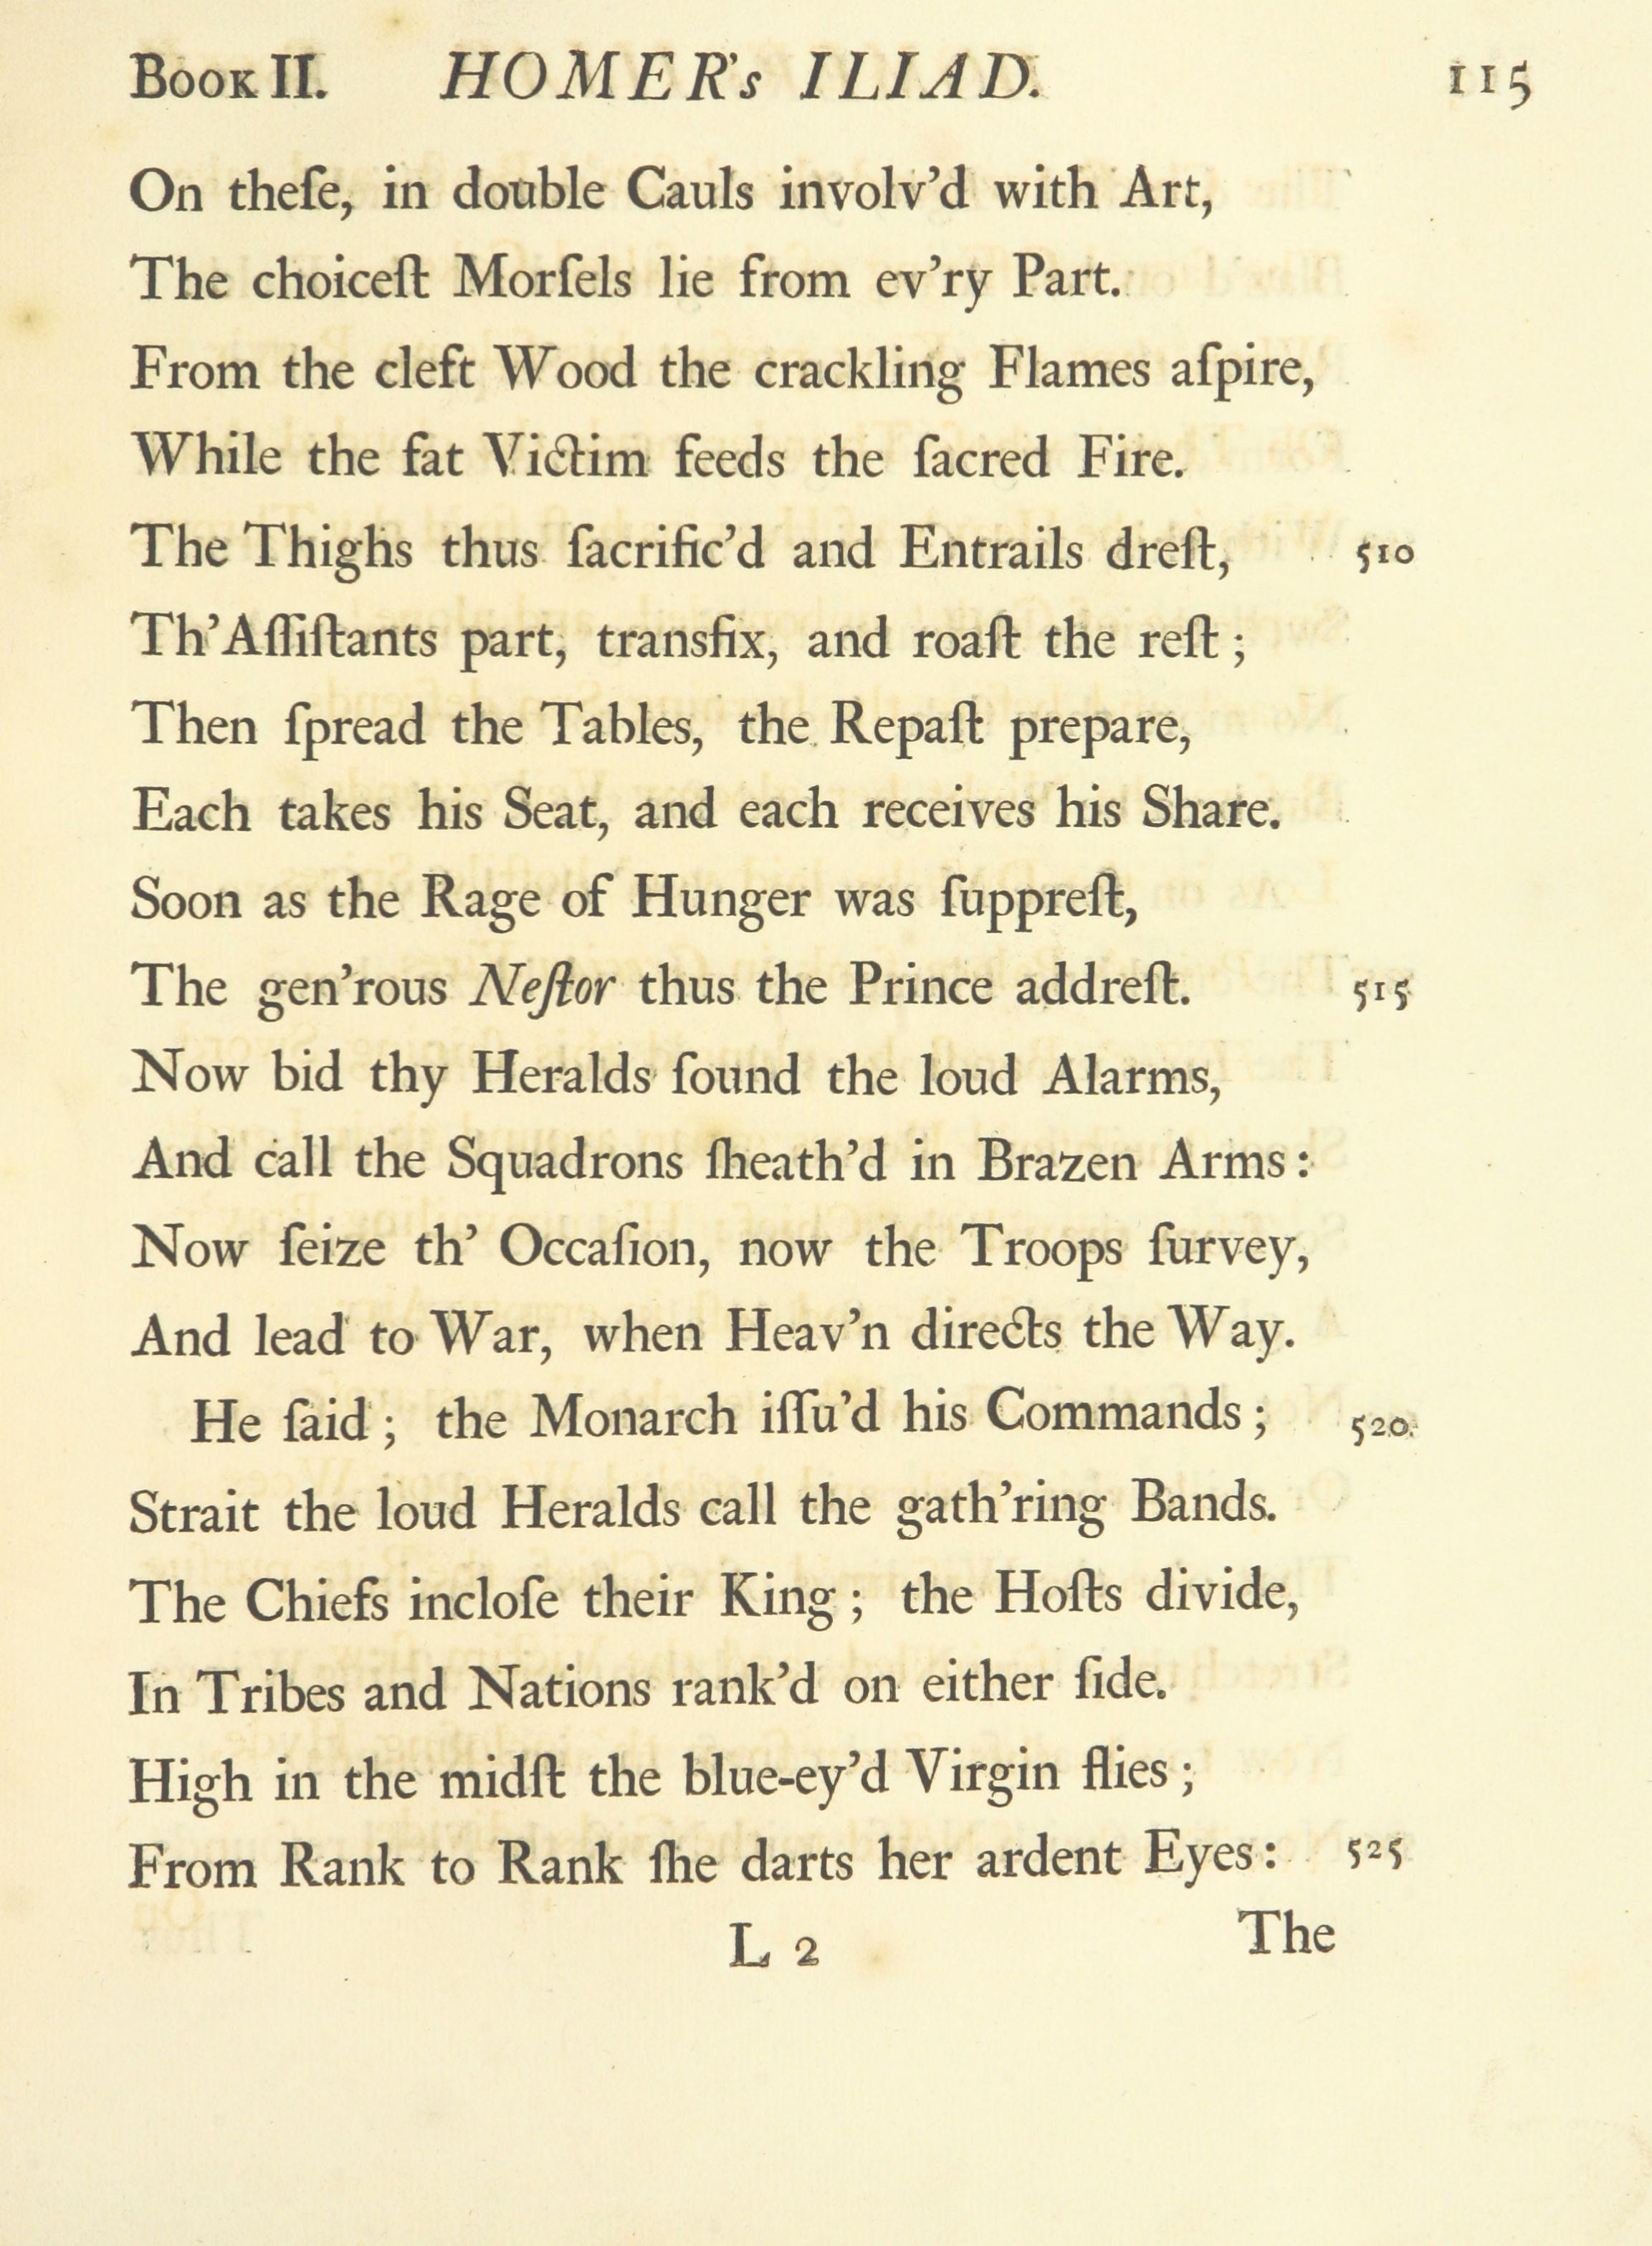 Book II. HOMER's ILIAD. 115
On theſe, in double Cauls involv'd with Art,
The choiceſt Morſels lie from ev'ry Part.
From the cleft Wood the crackling Flames aſpire,
While the fat Victim feeds the ſacred Fire.
The Thighs thus ſacrific'd and Entrails dreſt, 510
Th'Aſſiſtants part, transfix, and roaſt the reſt ;
Then ſpread the Tables, the Repaſt prepare,
Each takes his Seat, and each receives his Share.
Soon as the Rage of Hunger was ſuppreſt,
The gen'rous Neſtor thus the Prince addreſt. 515
Now bid thy Heralds ſound the loud Alarms,
And call the Squadrons ſheath'd in Brazen Arms :
Now ſeize th' Occaſion, now the Troops ſurvey,
And lead to War, when Heav'n directs the Way.
He ſaid ; the Monarch iſſu'd his Commands ; 520
Strait the loud Heralds call the gath'ring Bands.
The Chiefs incloſe their King ; the Hoſts divide,
In Tribes and Nations rank'd on either ſide.
High in the midſt the blue-ey'd Virgin flies ;
From Rank to Rank ſhe darts her ardent Eyes : 525
L 2 The